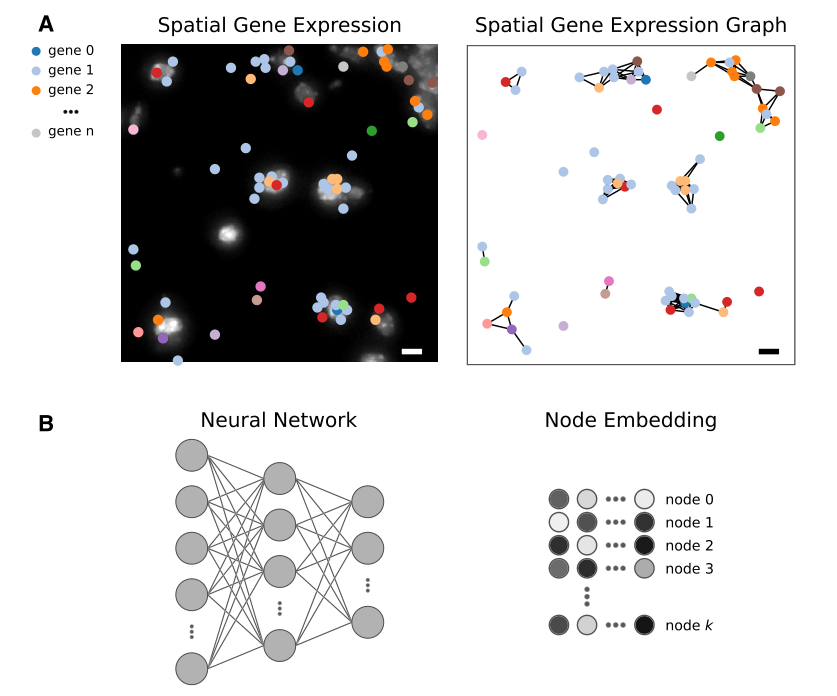 A
Spatial Gene Expression
Spatial Gene Expression Graph
gene 0
gene 1
gene 2
•••
gene n
B
Neural Network
Node Embedding
node 0
node 1
node 2
node 3
node k